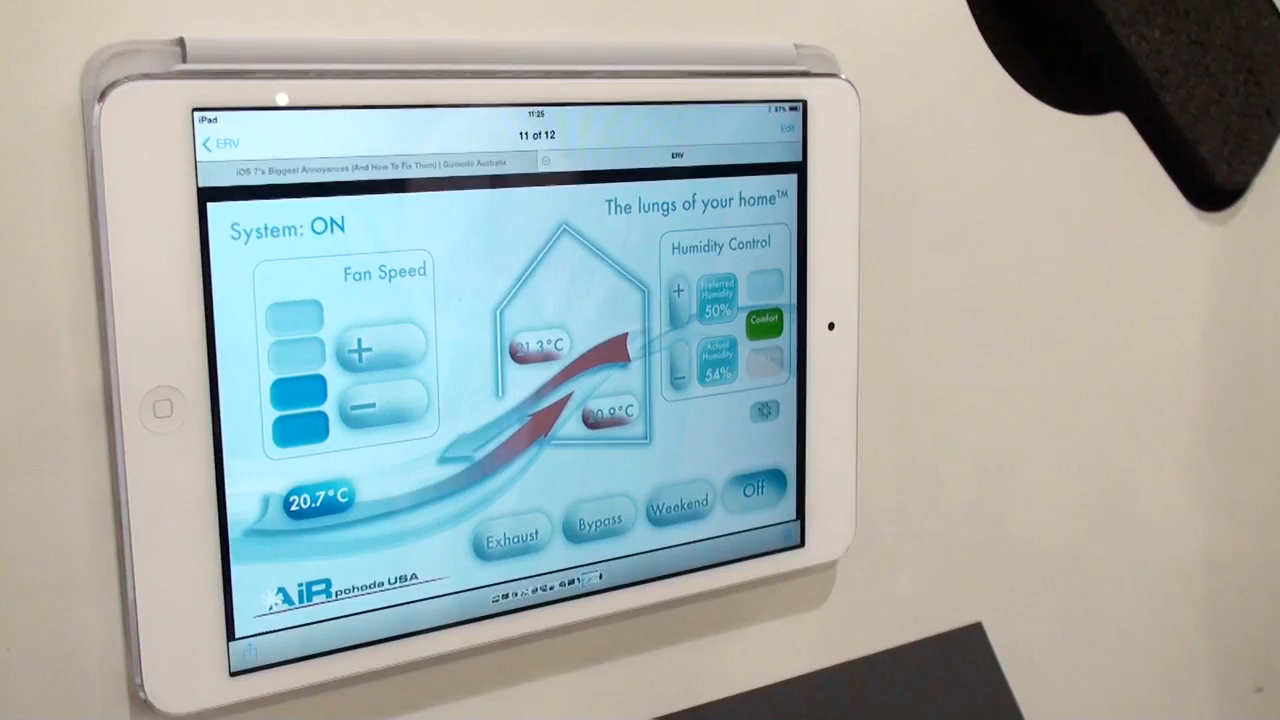 iPad
11:25
97%
ERV
11 of 12
Edit
iOS 7's Biggest Annoyances (And How To Fix Them) | Gizmodo Australia
ERV
System: ON
The lungs of your home™
Fan Speed
+
−
Humidity Control
+
Preferred
Humidity
50%
Comfort
−
Actual
Humidity
54%
21.3°C
20.9°C
20.7°C
Exhaust
Bypass
Weekend
Off
AiR pohoda USA